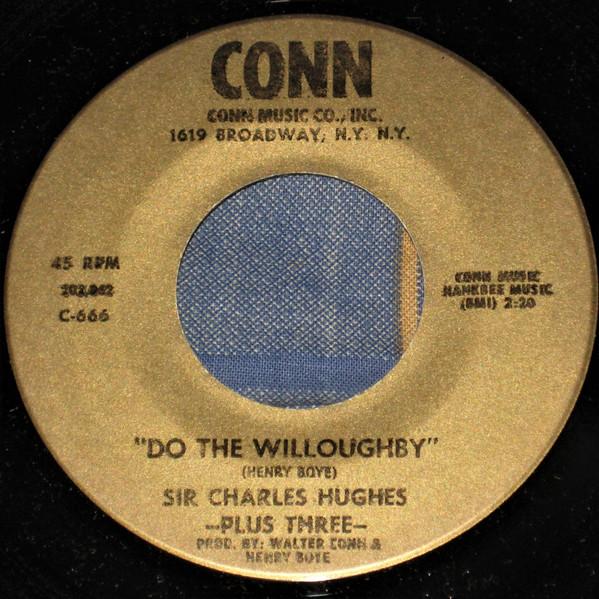 CONN
CONN MUSIC CO., INC.
1619 BROADWAY, N.Y. N.Y.
45 RPM
C-666
CONN MUSIC
HANKBEE MUSIC
(BMI) 2:20
"DO THE WILLOUGHBY"
(HENRY BOYE)
SIR CHARLES HUGHES
-PLUS THREE-
PROD. BY: WALTER CONN &
HENRY BOYE